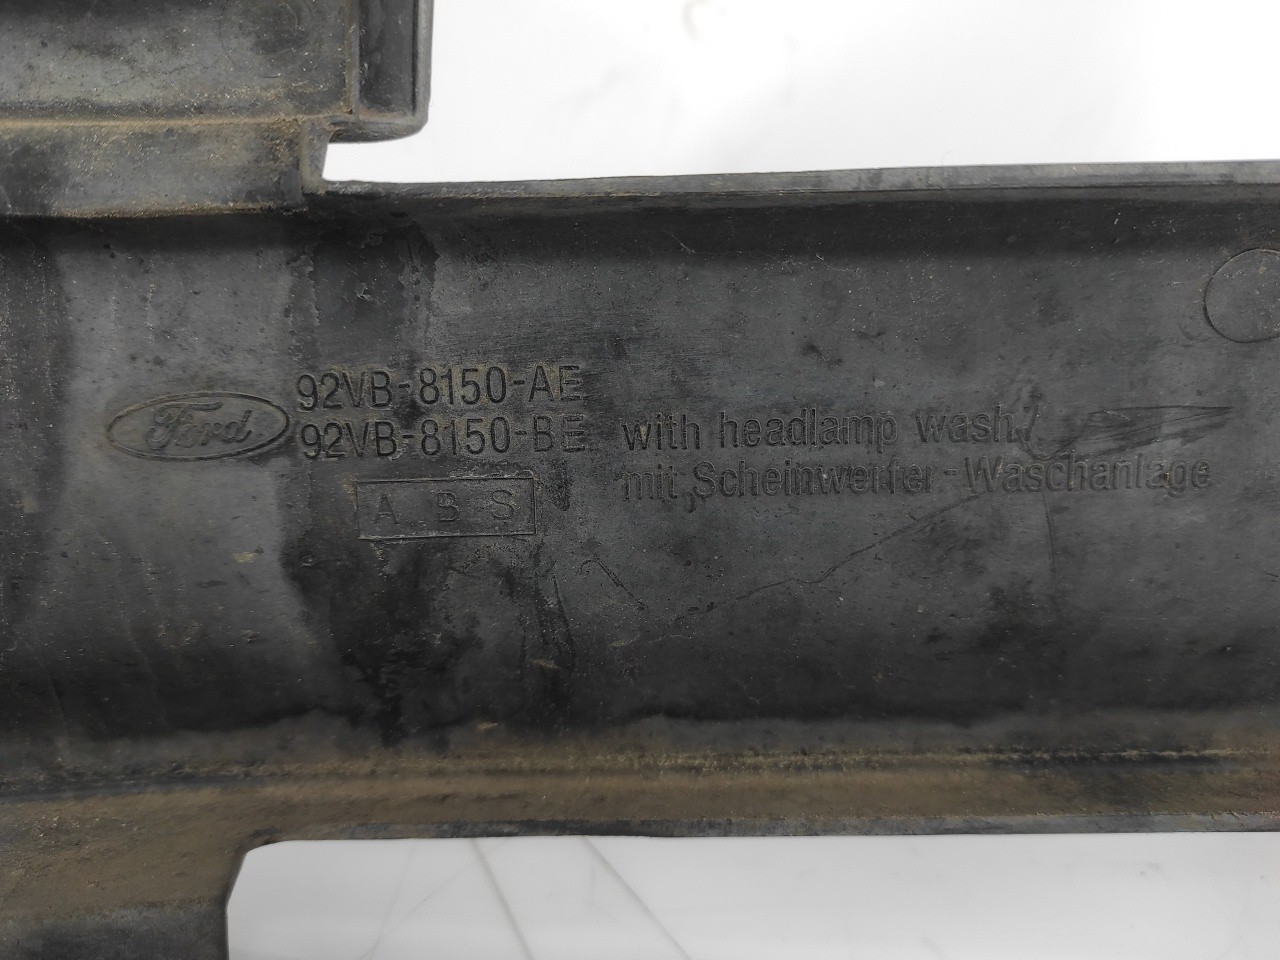 Ford
92VB-8150-AE
92VB-8150-BE with headlamp wash.
mit Scheinwerfer-Waschanlage
ABS